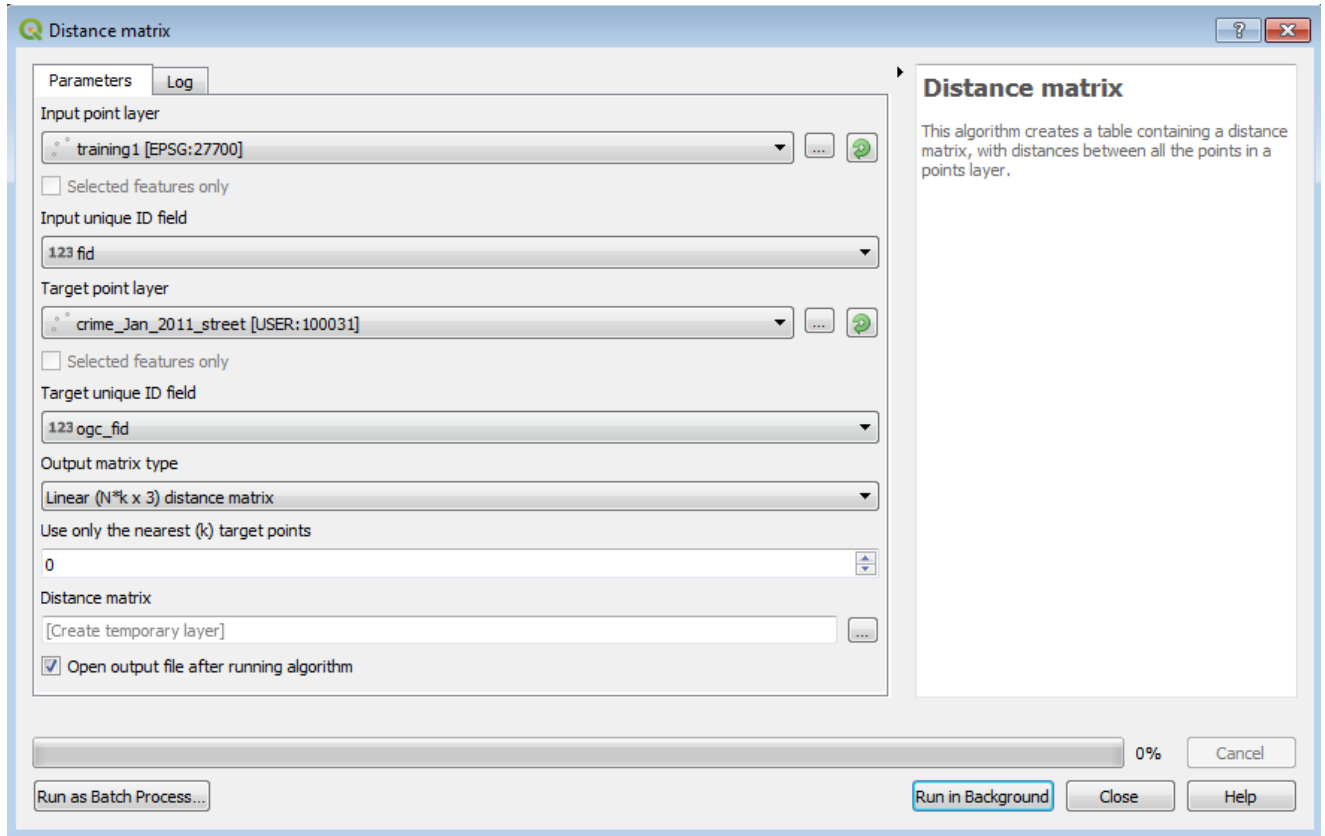 Distance matrix
Parameters
Log
Input point layer
training1 [EPSG:27700]
...
Selected features only
Input unique ID field
123 fid
Target point layer
crime_Jan_2011_street [USER:100031]
...
Selected features only
Target unique ID field
123 ogc_fid
Output matrix type
Linear (N*k x 3) distance matrix
Use only the nearest (k) target points
0
Distance matrix
[Create temporary layer]
...
Open output file after running algorithm
Distance matrix
This algorithm creates a table containing a distance
matrix, with distances between all the points in a
points layer.
0%
Cancel
Run as Batch Process...
Run in Background
Close
Help